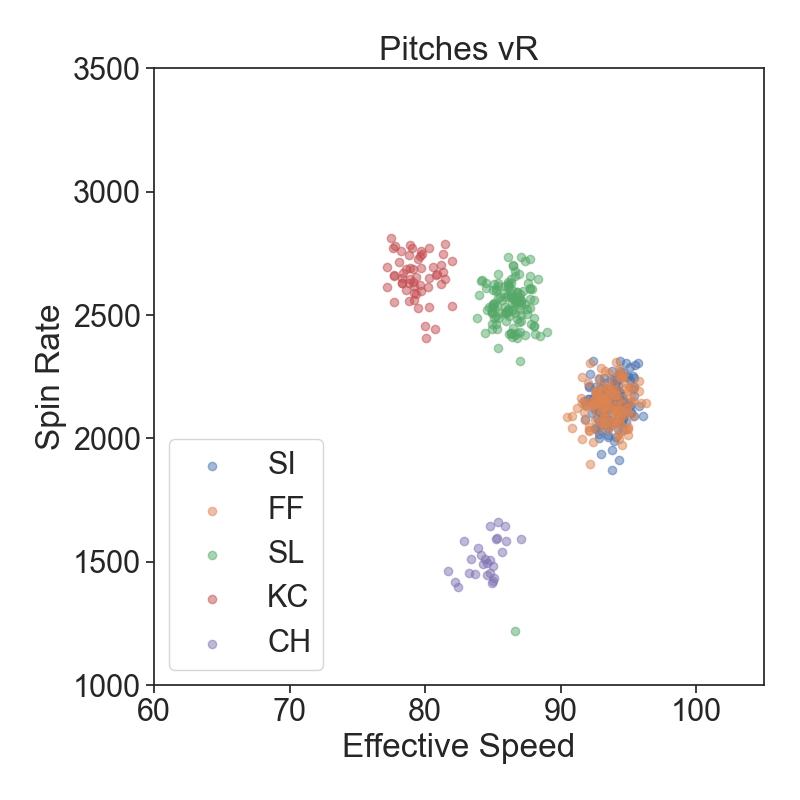 Pitches vR
3500
3000
2500
2000
1500
1000
Spin Rate
SI
FF
SL
KC
CH
60 70 80 90 100
Effective Speed